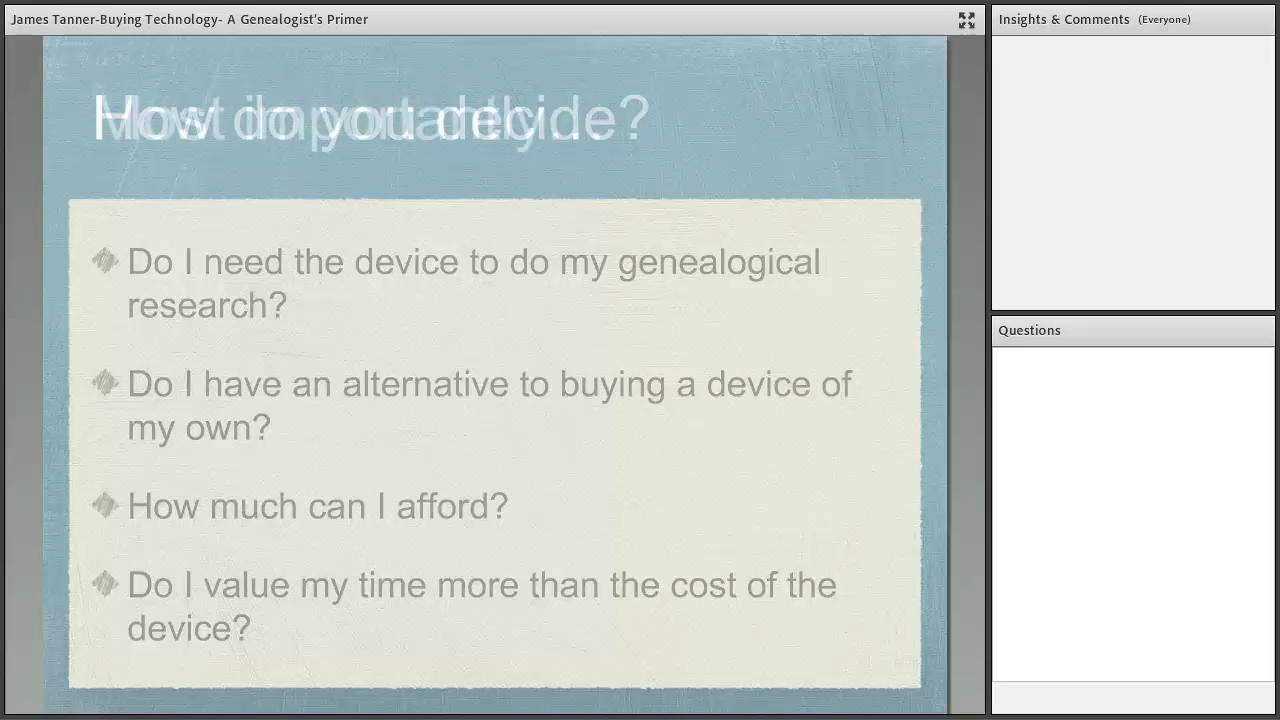 James Tanner-Buying Technology- A Genealogist's Primer
Insights & Comments (Everyone)
How do you decide?
Most importantly...
Do I need the device to do my genealogical
research?
Do I have an alternative to buying a device of
my own?
How much can I afford?
Do I value my time more than the cost of the
device?
Questions